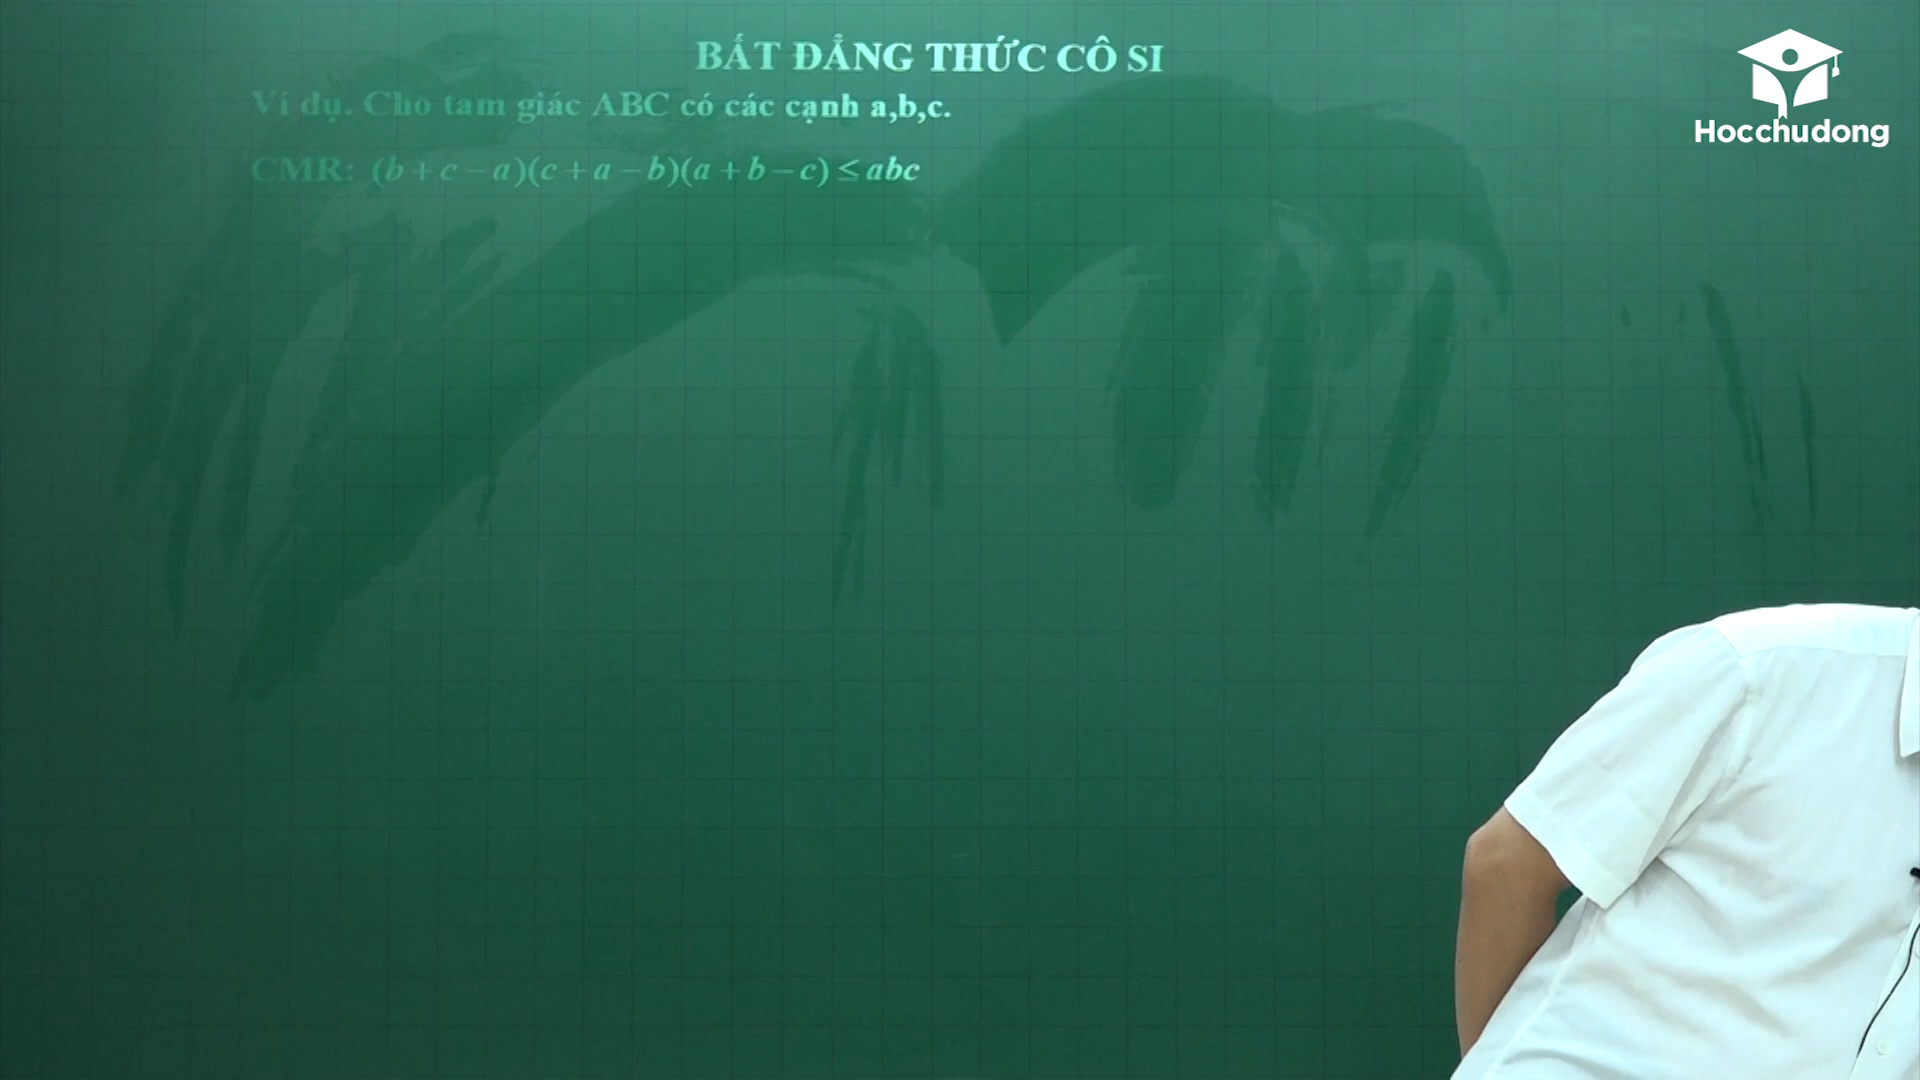 BẤT ĐẲNG THỨC CÔ SI
Ví dụ. Cho tam giác ABC có các cạnh a,b,c.
CMR: (b + c − a)(c + a − b)(a + b − c) ≤ abc
Hocchudong